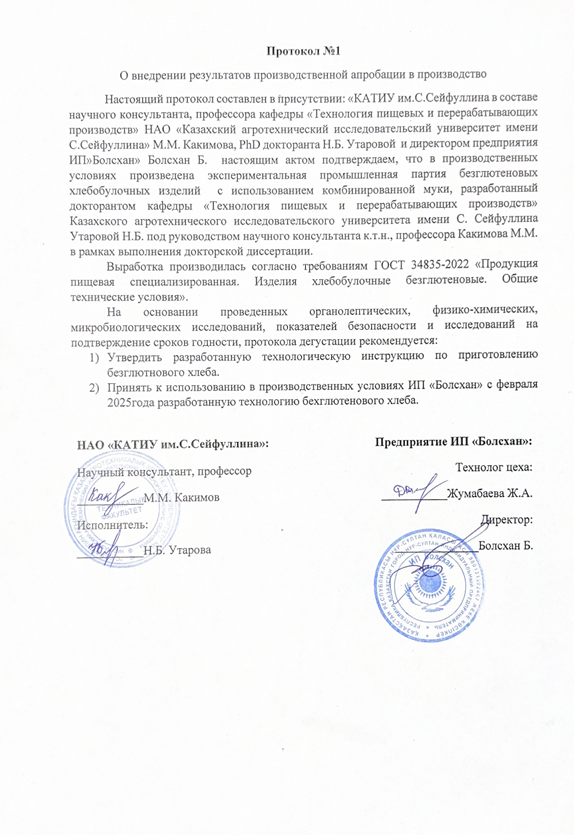 Протокол №1
О внедрении результатов производственной апробации в производство
Настоящий протокол составлен в присутствии: «КАТИУ им.С.Сейфуллина в составе
научного консультанта, профессора кафедры «Технология пищевых и перерабатывающих
производств» НАО «Казахский агротехнический исследовательский университет имени
С.Сейфуллина» М.М. Какимова, PhD докторанта Н.Б. Утаровой и директором предприятия
ИП»Болсхан» Болсхан Б. настоящим актом подтверждаем, что в производственных
условиях произведена экспериментальная промышленная партия безглютеновых
хлебобулочных изделий с использованием комбинированной муки, разработанный
докторантом кафедры «Технология пищевых и перерабатывающих производств»
Казахского агротехнического исследовательского университета имени С. Сейфуллина
Утаровой Н.Б. под руководством научного консультанта к.т.н., профессора Какимова М.М.
в рамках выполнения докторской диссертации.
Выработка производилась согласно требованиям ГОСТ 34835-2022 «Продукция
пищевая специализированная. Изделия хлебобулочные безглютеновые. Общие
технические условия».
На основании проведенных органолептических, физико-химических,
микробиологических исследований, показателей безопасности и исследований на
подтверждение сроков годности, протокола дегустации рекомендуется:
1) Утвердить разработанную технологическую инструкцию по приготовлению
безглютнового хлеба.
2) Принять к использованию в производственных условиях ИП «Болсхан» с февраля
2025года разработанную технологию бехглютенового хлеба.
НАО «КАТИУ им.С.Сейфуллина»:
Научный консультант, профессор
М.М. Какимов
Исполнитель:
Н.Б. Утарова
Предприятие ИП «Болсхан»:
Технолог цеха:
Жумабаева Ж.А.
Директор:
Болсхан Б.
ФАКУЛЬТЕТ
ИП Болсхан